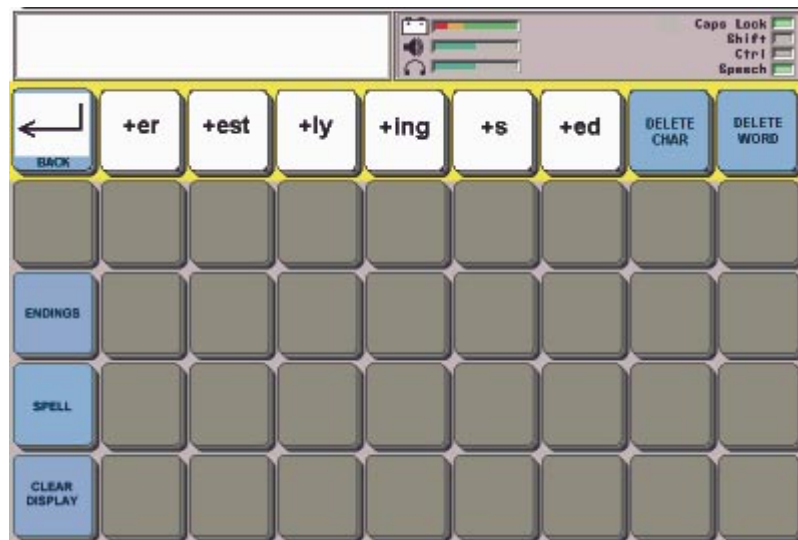 Caps Lock
Shift
Ctrl
Speech
BACK
+er
+est
+ly
+ing
+s
+ed
DELETE
CHAR
DELETE
WORD
ENDINGS
SPELL
CLEAR
DISPLAY